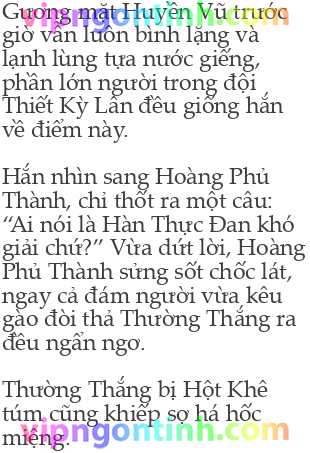 Gương mặt Huyền Vũ trước
vipngontinh.com
giờ vẫn luôn bình lặng và
lạnh lùng tựa nước giếng,
phần lớn người trong đội
Thiết Kỳ Lân đều giống hắn
về điểm này.
Hắn nhìn sang Hoàng Phủ
Thành, chỉ thốt ra một câu:
“Ai nói là Hàn Thực Đan khó
giải chứ?” Vừa dứt lời, Hoàng
Phủ Thành sửng sốt chốc lát,
ngay cả đám người vừa kêu
gào đòi thả Thường Thắng ra
đều ngẩn ngơ.
Thường Thắng bị Hột Khê
túm cũng khiếp sợ há hốc
miệng.
vipngontinh.com